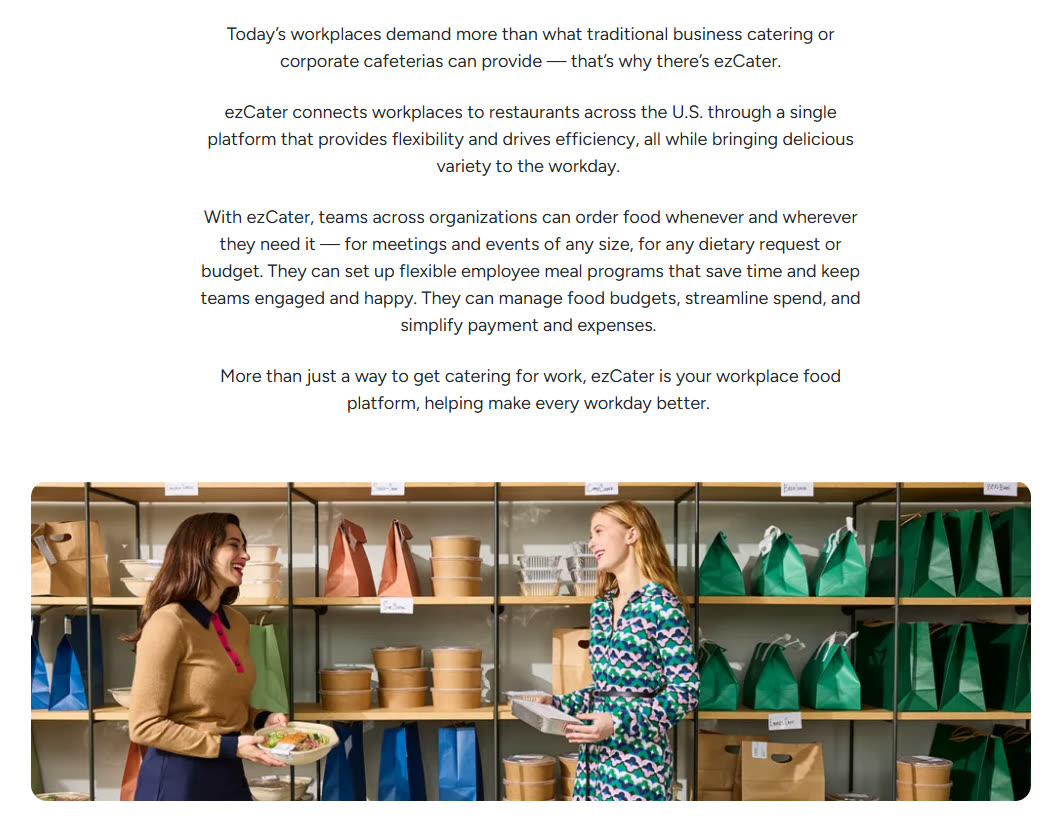 Today’s workplaces demand more than what traditional business catering or
corporate cafeterias can provide — that’s why there’s ezCater.
ezCater connects workplaces to restaurants across the U.S. through a single
platform that provides flexibility and drives efficiency, all while bringing delicious
variety to the workday.
With ezCater, teams across organizations can order food whenever and wherever
they need it — for meetings and events of any size, for any dietary request or
budget. They can set up flexible employee meal programs that save time and keep
teams engaged and happy. They can manage food budgets, streamline spend, and
simplify payment and expenses.
More than just a way to get catering for work, ezCater is your workplace food
platform, helping make every workday better.